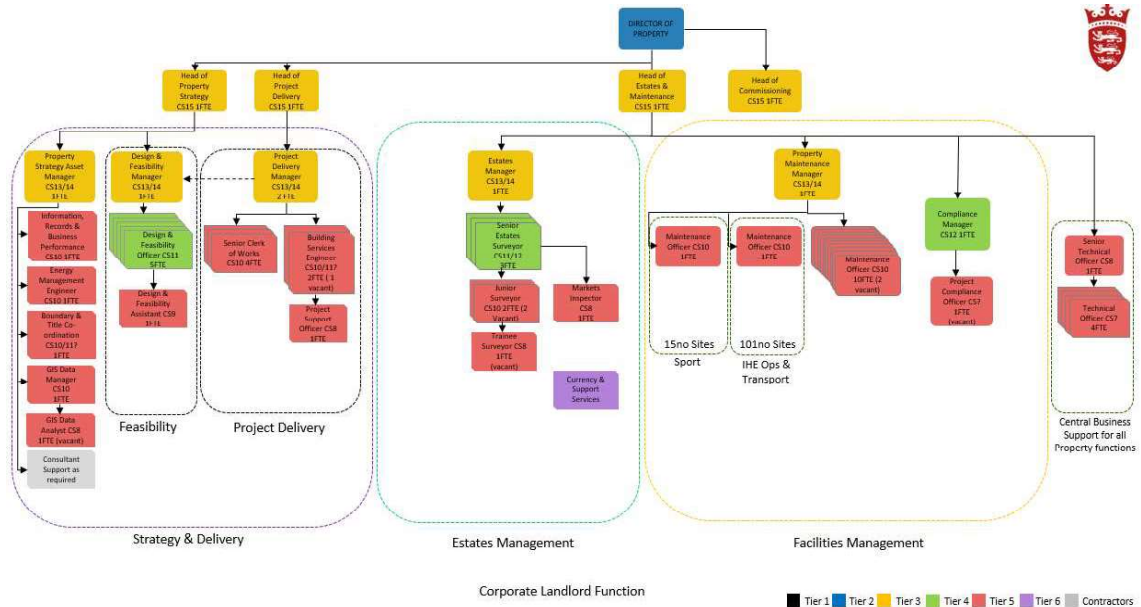 DIRECTOR OF
PROPERTY
Head of
Property
Strategy
CS15 1FTE
Head of
Project
Delivery
CS15 1FTE
Head of
Estates &
Maintenance
CS15 1FTE
Head of
Commissioning
CS15 1FTE
Property
Strategy Asset
Manager
CS13/14
1FTE
Design &
Feasibility
Manager
CS13/14
1FTE
Project
Delivery
Manager
CS13/14
2 FTE
Estates
Manager
CS13/14
1FTE
Property
Maintenance
Manager
CS13/14
1FTE
Compliance
Manager
CS12 1FTE
Senior
Technical
Officer CS8
1FTE
Information,
Records &
Business
Performance
CS10 1FTE
Energy
Management
Engineer
CS10 1FTE
Boundary &
Title Co-
ordination
CS10/117
1FTE
GIS Data
Manager
CS10
1FTE
GIS Data
Analyst CS8
1FTE (vacant)
Consultant
Support as
required
Design &
Feasibility
Officer CS11
5FTE
Design &
Feasibility
Assistant CS9
1FTE
Senior Clerk
of Works
CS10 4FTE
Building
Services
Engineer
CS10/117
2FTE ( 1
vacant)
Project
Support
Officer CS8
1FTE
Senior
Estates
Surveyor
CS11/12
3FTE
Junior
Surveyor
CS10 2FTE (2
Vacant)
Trainee
Surveyor CS8
1FTE
(vacant)
Markets
Inspector
CS8
1FTE
Currency &
Support
Services
Maintenance
Officer CS10
1FTE
Maintenance
Officer CS10
1FTE
Maintenance
Officer CS10
10FTE (2
vacant)
Project
Compliance
Officer CS7
1FTE
(vacant)
Technical
Officer CS7
4FTE
15no Sites
Sport
101no Sites
IHE Ops &
Transport
Central Business
Support for all
Property functions
Feasibility
Project Delivery
Strategy & Delivery
Estates Management
Facilities Management
Corporate Landlord Function
Tier 1
Tier 2
Tier 3
Tier 4
Tier 5
Tier 6
Contractors